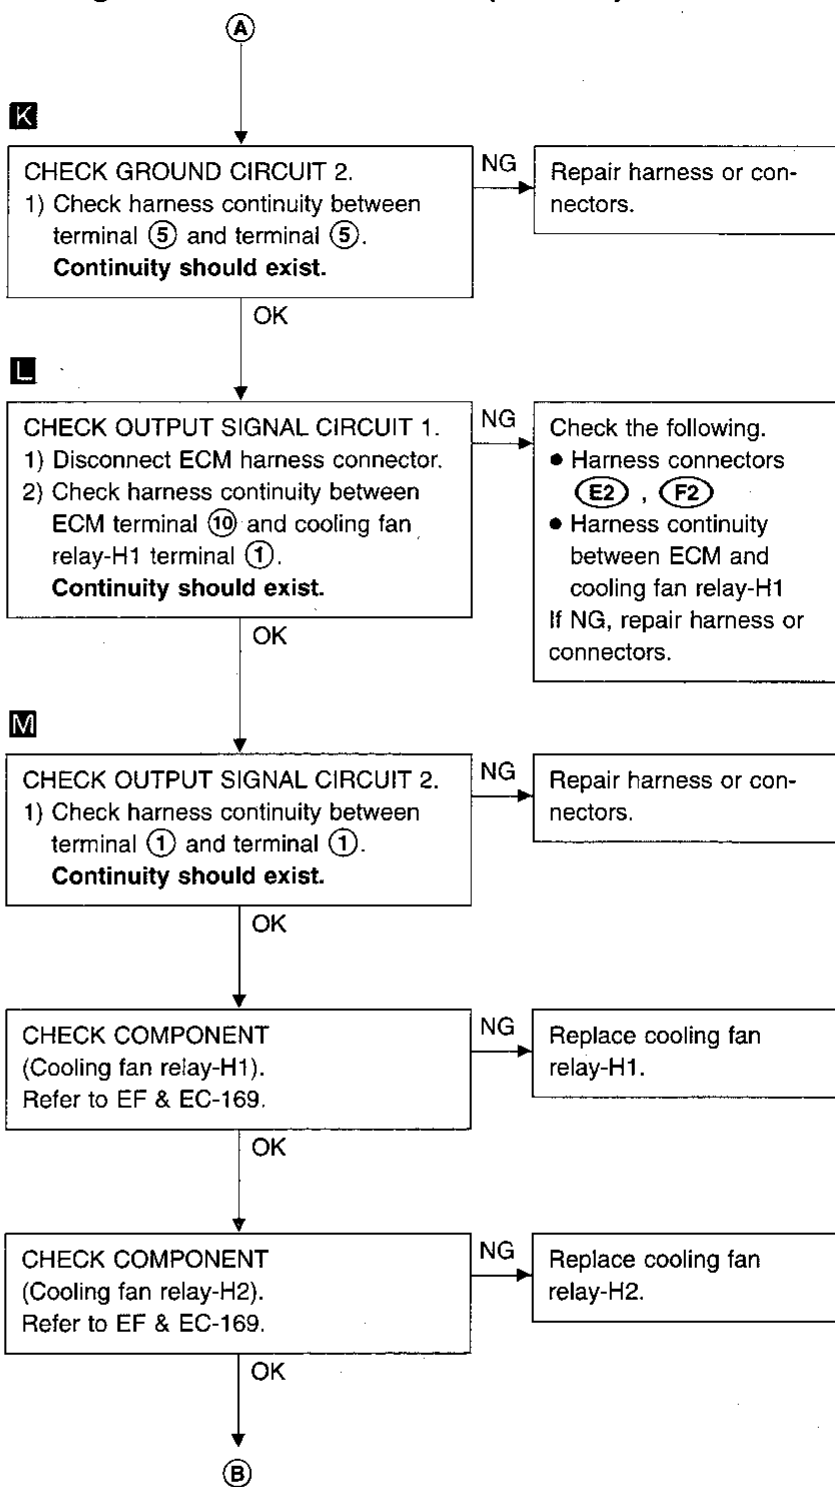 Ⓐ
K
CHECK GROUND CIRCUIT 2.
1) Check harness continuity between
terminal ⑤ and terminal ⑤.
Continuity should exist.
NG
Repair harness or con-
nectors.
OK
L
CHECK OUTPUT SIGNAL CIRCUIT 1.
1) Disconnect ECM harness connector.
2) Check harness continuity between
ECM terminal ⑩ and cooling fan
relay-H1 terminal ①.
Continuity should exist.
NG
Check the following.
● Harness connectors
E2 , F2
● Harness continuity
between ECM and
cooling fan relay-H1
If NG, repair harness or
connectors.
OK
M
CHECK OUTPUT SIGNAL CIRCUIT 2.
1) Check harness continuity between
terminal ① and terminal ①.
Continuity should exist.
NG
Repair harness or con-
nectors.
OK
CHECK COMPONENT
(Cooling fan relay-H1).
Refer to EF & EC-169.
NG
Replace cooling fan
relay-H1.
OK
CHECK COMPONENT
(Cooling fan relay-H2).
Refer to EF & EC-169.
NG
Replace cooling fan
relay-H2.
OK
Ⓑ